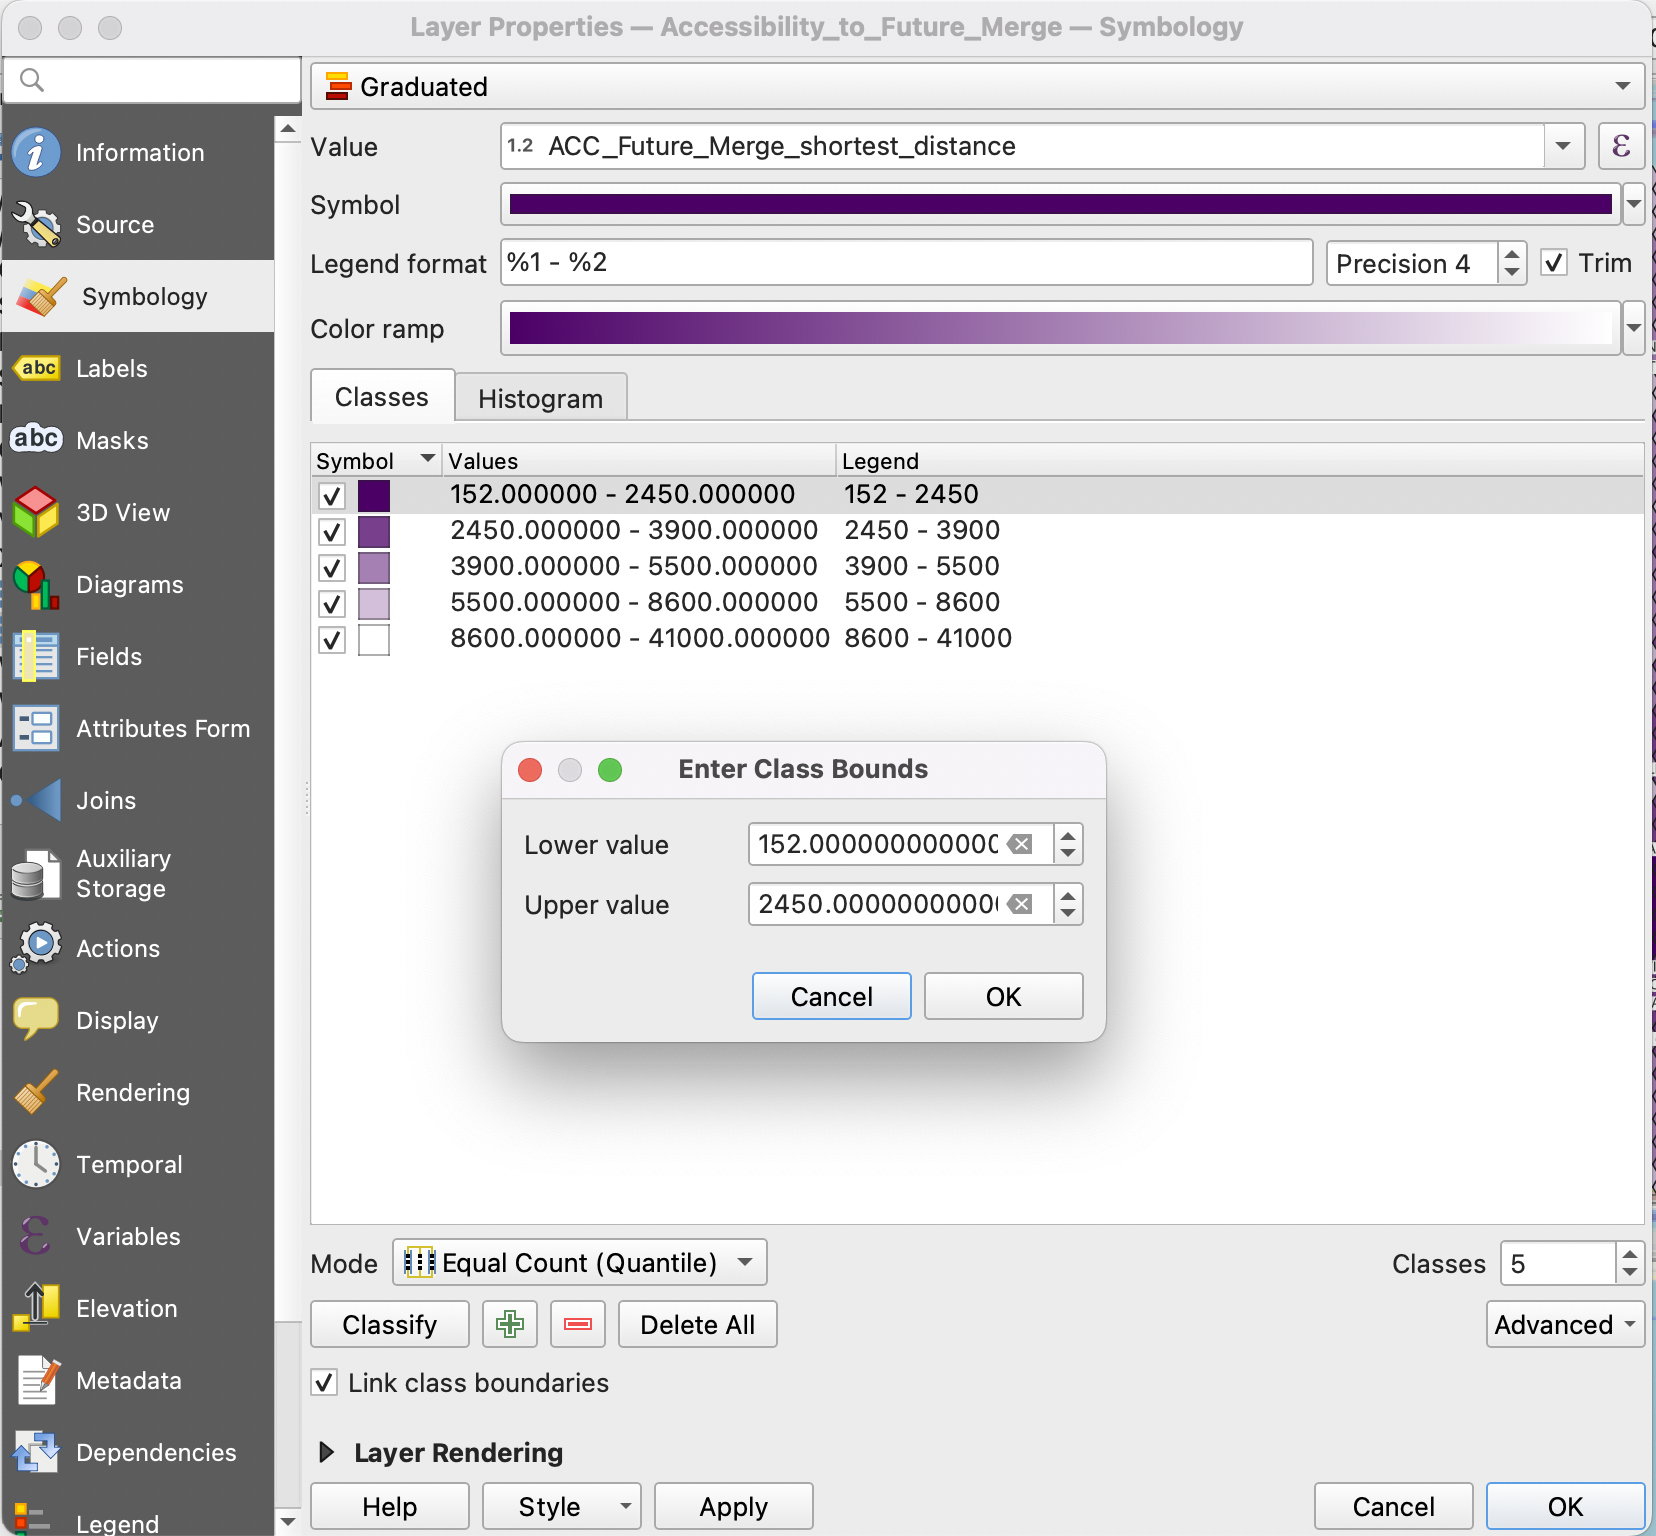 Layer Properties — Accessibility_to_Future_Merge — Symbology
Graduated
Information
Source
Symbology
Labels
Masks
3D View
Diagrams
Fields
Attributes Form
Joins
Auxiliary
Storage
Actions
Display
Rendering
Temporal
Variables
Elevation
Metadata
Dependencies
Legend
abc
abc
Value
1.2 ACC_Future_Merge_shortest_distance
ε
Symbol
Legend format %1 - %2 Precision 4 Trim
Color ramp
Classes Histogram
Symbol Values Legend
152.000000 - 2450.000000 152 - 2450
2450.000000 - 3900.000000 2450 - 3900
3900.000000 - 5500.000000 3900 - 5500
5500.000000 - 8600.000000 5500 - 8600
8600.000000 - 41000.000000 8600 - 41000
Enter Class Bounds
Lower value 152.000000000000
Upper value 2450.00000000000
Cancel OK
Mode Equal Count (Quantile) Classes 5
Classify Delete All Advanced
Link class boundaries
Layer Rendering
Help Style Apply Cancel OK